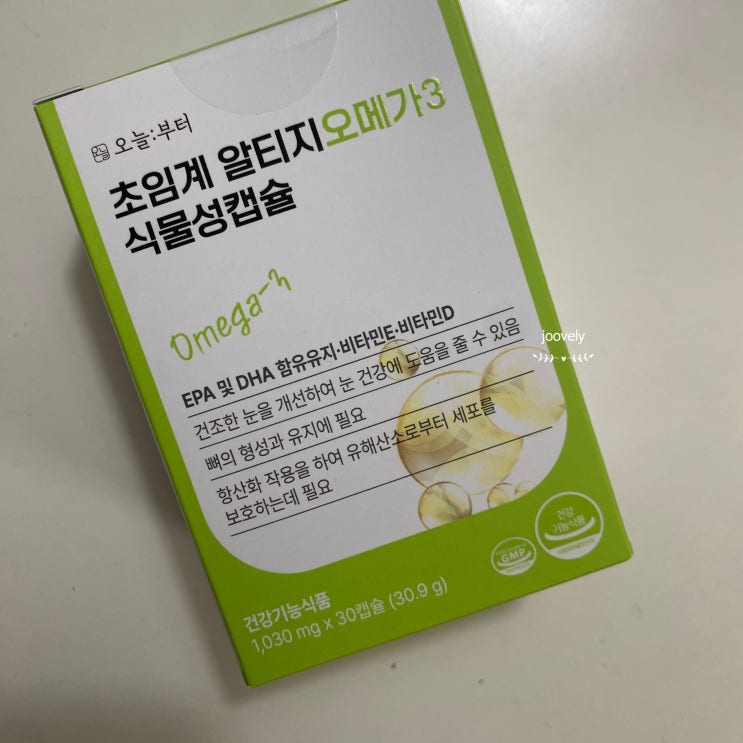 오늘:부터
초임계 알티지오메가3
식물성캡슐
Omega-3
EPA 및 DHA 함유유지·비타민E·비타민D
건조한 눈을 개선하여 눈 건강에 도움을 줄 수 있음
뼈의 형성과 유지에 필요
항산화 작용을 하여 유해산소로부터 세포를
보호하는데 필요
joovely
GMP
건강
기능식품
건강기능식품
1,030 mg x 30캡슐 (30.9 g)